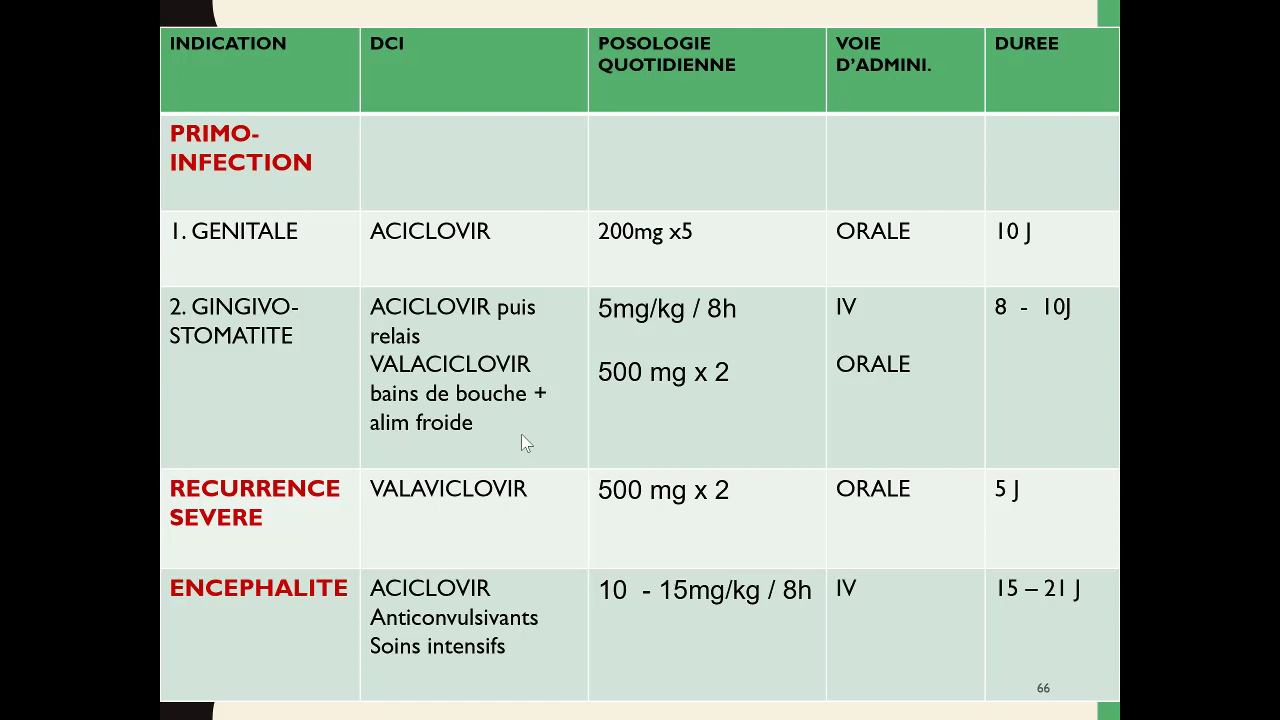 INDICATION
DCI
POSOLOGIE
QUOTIDIENNE
VOIE
D'ADMINI.
DUREE
PRIMO-
INFECTION
1. GENITALE
ACICLOVIR
200mg x5
ORALE
10 J
2. GINGIVO-
STOMATITE
ACICLOVIR puis
relais
VALACICLOVIR
bains de bouche +
alim froide
5mg/kg / 8h
500 mg x 2
IV
ORALE
8 - 10J
RECURRENCE
SEVERE
VALAVICLOVIR
500 mg x 2
ORALE
5 J
ENCEPHALITE
ACICLOVIR
Anticonvulsivants
Soins intensifs
10 - 15mg/kg / 8h
IV
15 – 21 J
66